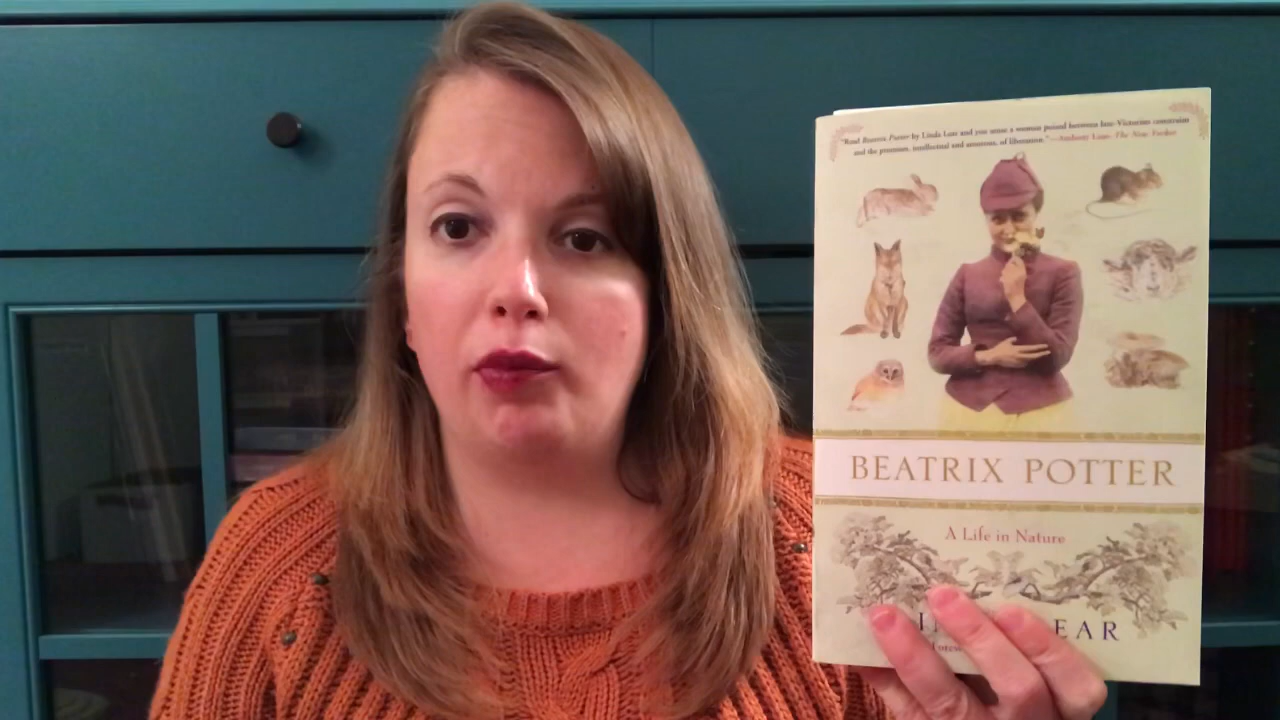 "Read Beatrix Potter by Linda Lear and you sense a woman poised between late-Victorian constraint
and the promises, intellectual and amorous, of liberation."—Anthony Lane, The New Yorker
BEATRIX POTTER
A Life in Nature
EAR